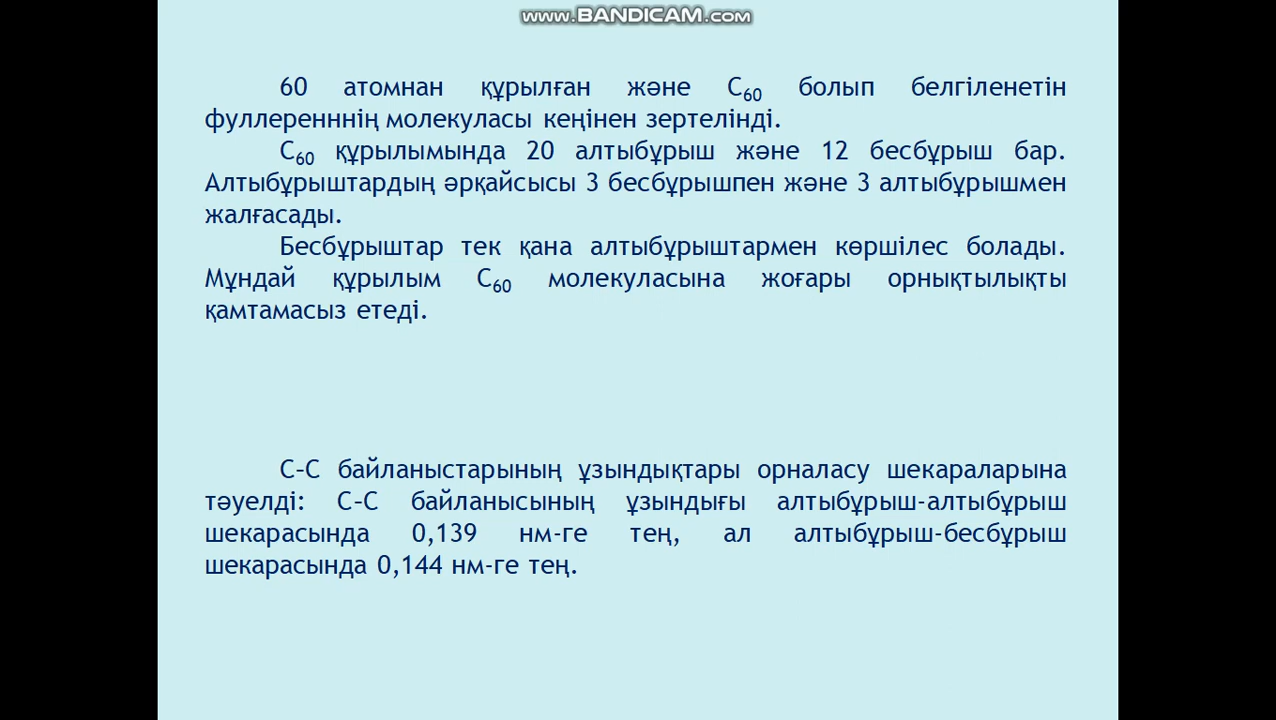 www.BANDICAM.com
60 атомнан құрылған және C₆₀ болып белгіленетін
фуллеренннің молекуласы кеңінен зертелінді.
C₆₀ құрылымында 20 алтыбұрыш және 12 бесбұрыш бар.
Алтыбұрыштардың әрқайсысы 3 бесбұрышпен және 3 алтыбұрышмен
жалғасады.
Бесбұрыштар тек қана алтыбұрыштармен көршілес болады.
Мұндай құрылым C₆₀ молекуласына жоғары орнықтылықты
қамтамасыз етеді.
С-С байланыстарының ұзындықтары орналасу шекараларына
тәуелді: С-С байланысының ұзындығы алтыбұрыш-алтыбұрыш
шекарасында 0,139 нм-ге тең, ал алтыбұрыш-бесбұрыш
шекарасында 0,144 нм-ге тең.